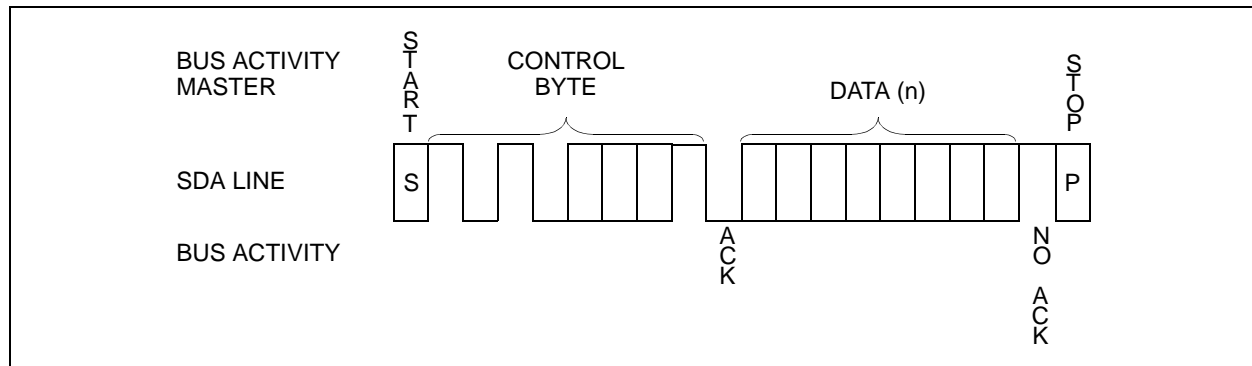 BUS ACTIVITY
MASTER
START
CONTROL
BYTE
DATA (n)
STOP
SDA LINE
S
P
BUS ACTIVITY
ACK
NO ACK